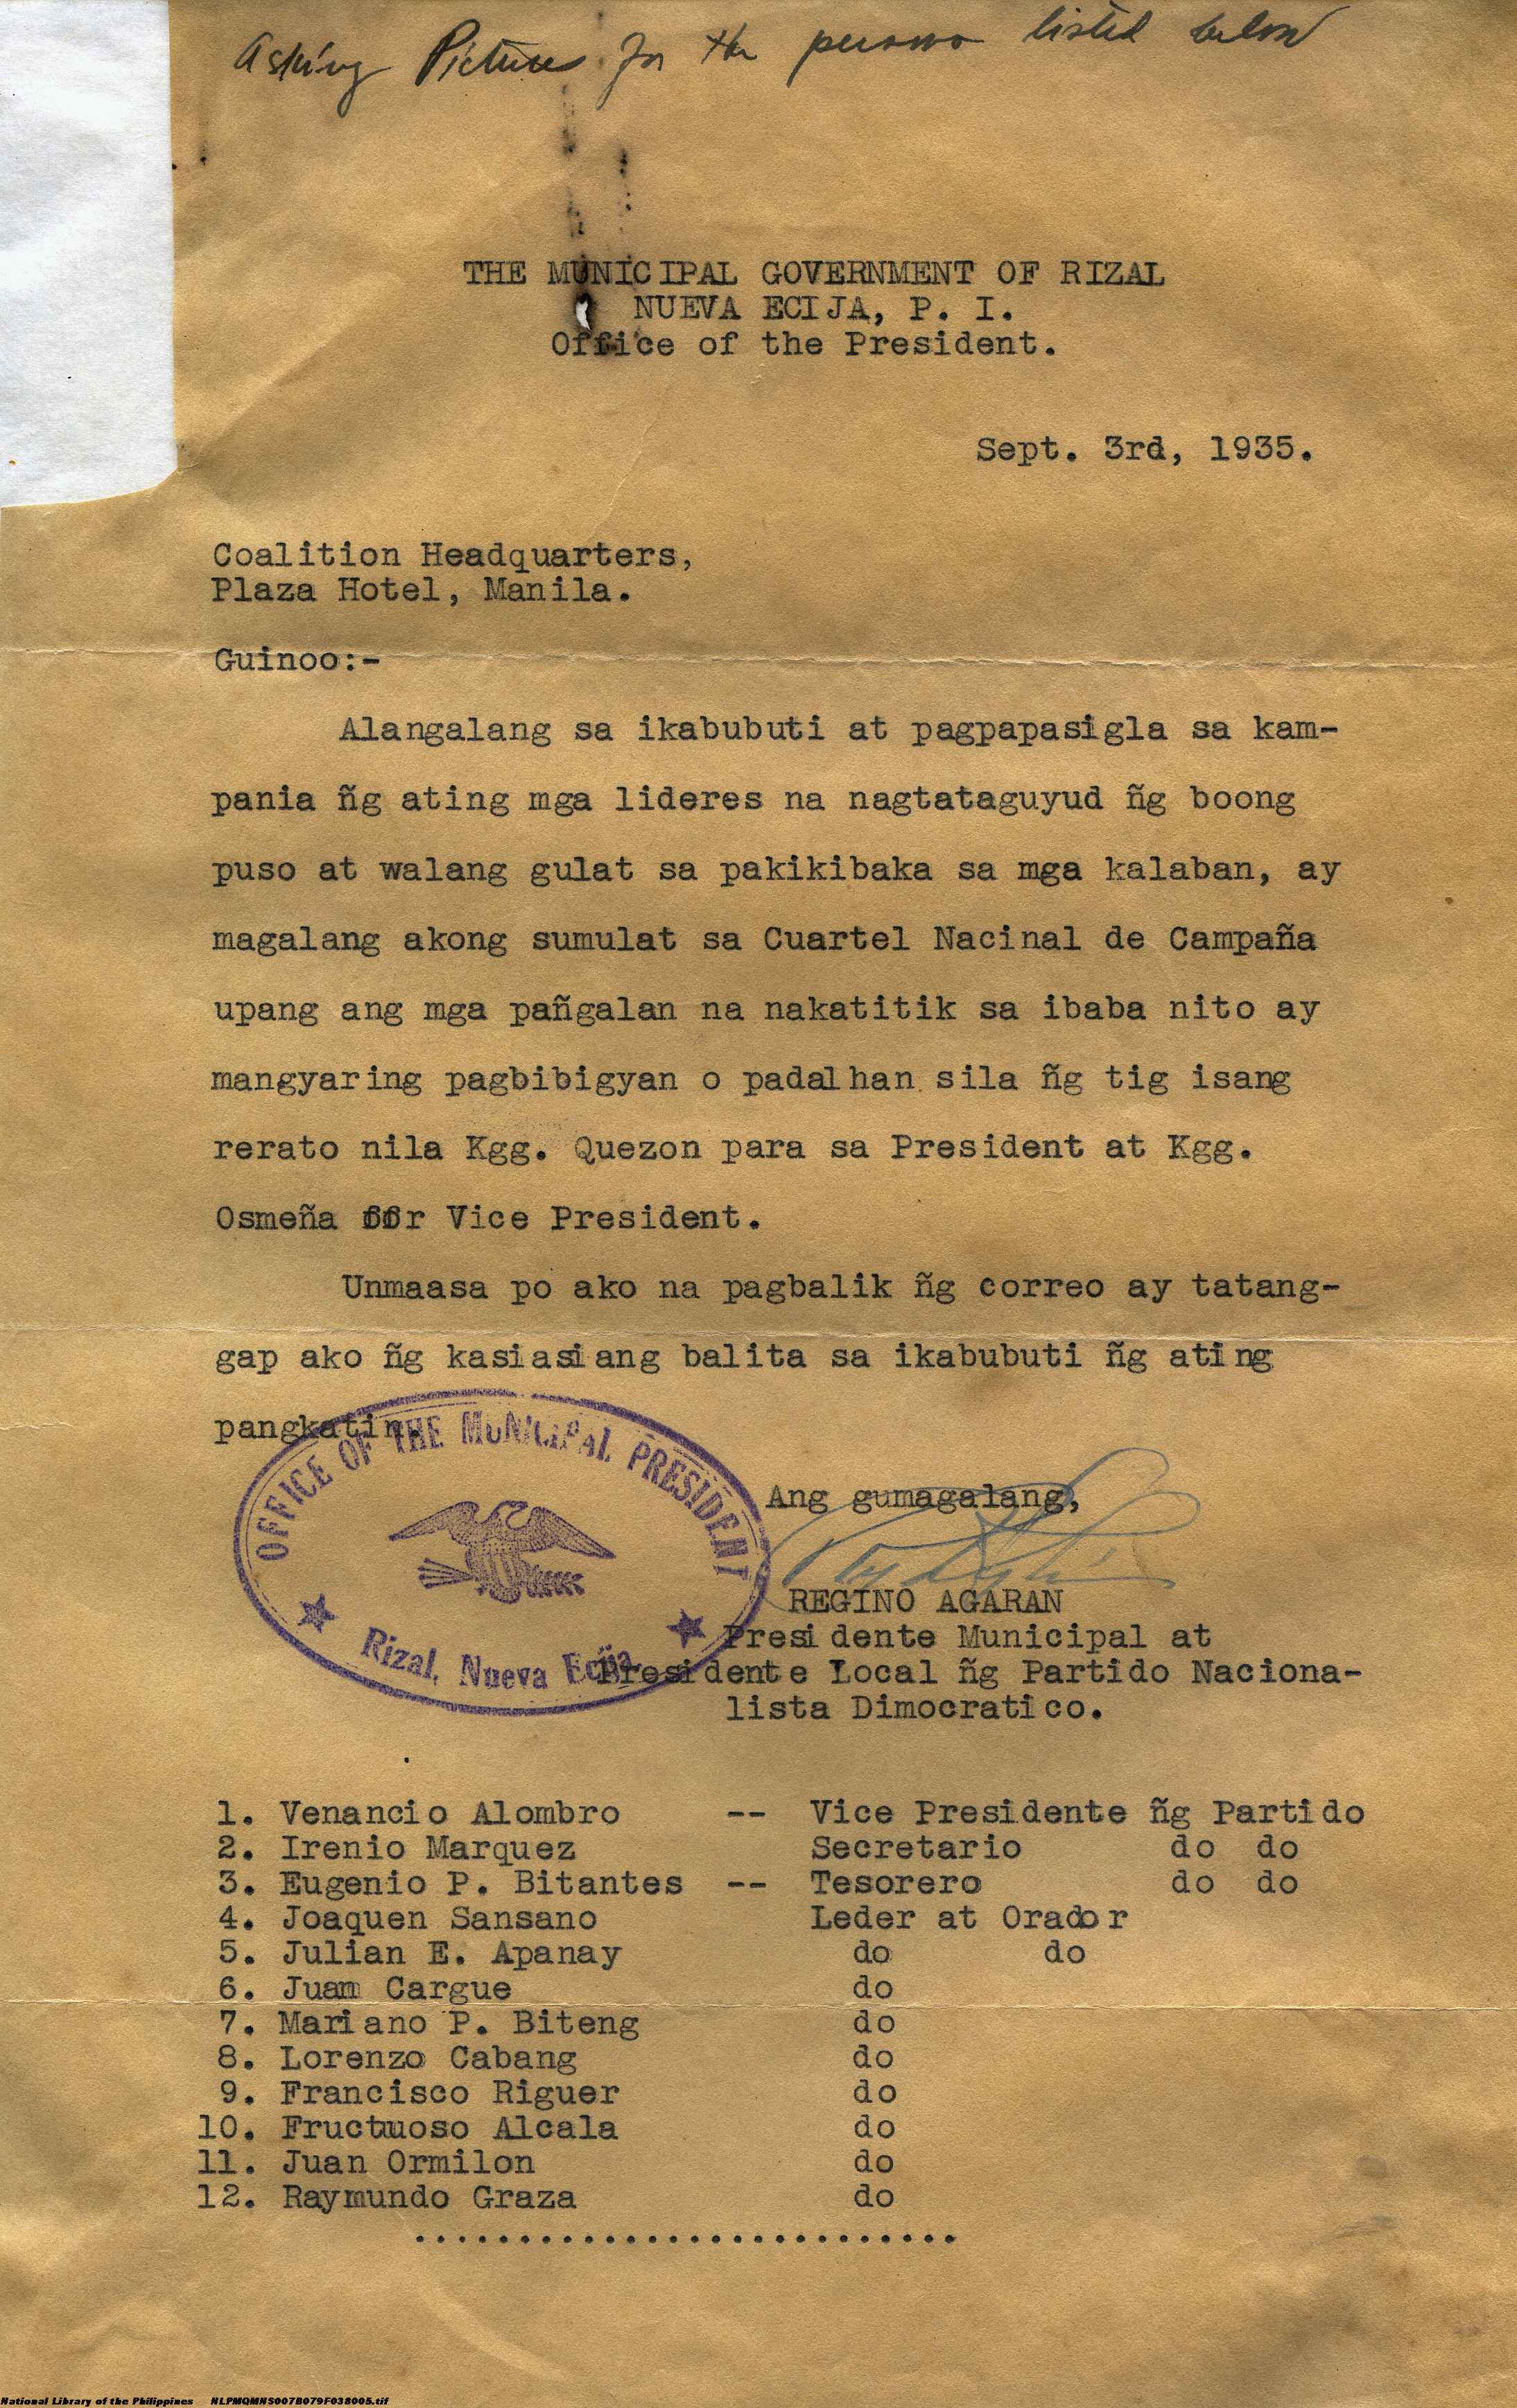 Asking Pictures for the persons listed below
THE MUNICIPAL GOVERNMENT OF RIZAL
NUEVA ECIJA, P. I.
Office of the President.
Sept. 3rd, 1935.
Coalition Headquarters,
Plaza Hotel, Manila.
Guinoo:-
Alangalang sa ikabubuti at pagpapasigla sa kam-
pania ñg ating mga lideres na nagtataguyud ñg boong
puso at walang gulat sa pakikibaka sa mga kalaban, ay
magalang akong sumulat sa Cuartel Nacinal de Campaña
upang ang mga pañgalan na nakatitik sa ibaba nito ay
mangyaring pagbibigyan o padalhan sila ñg tig isang
rerato nila Kgg. Quezon para sa President at Kgg.
Osmeña r Vice President.
Unmaasa po ako na pagbalik ñg correo ay tatang-
gap ako ñg kasiasiang balita sa ikabubuti ñg ating
pangkatin.
OFFICE OF THE MUNICIPAL PRESIDENT
Rizal, Nueva Ecija
Ang gumagalang,
REGINO AGARAN
Presidente Municipal at
Presidente Local ñg Partido Naciona-
lista Dimocratico.
1. Venancio Alombro -- Vice Presidente ñg Partido
2. Irenio Marquez Secretario do do
3. Eugenio P. Bitantes -- Tesorero do do
4. Joaquen Sansano Leder at Orador
5. Julian E. Apanay do do
6. Juan Cargue do
7. Mariano P. Biteng do
8. Lorenzo Cabang do
9. Francisco Riguer do
10. Fructuoso Alcala do
11. Juan Ormilon do
12. Raymundo Graza do
..........................
National Library of the Philippines NLPMQMNS007B079F038005.tif